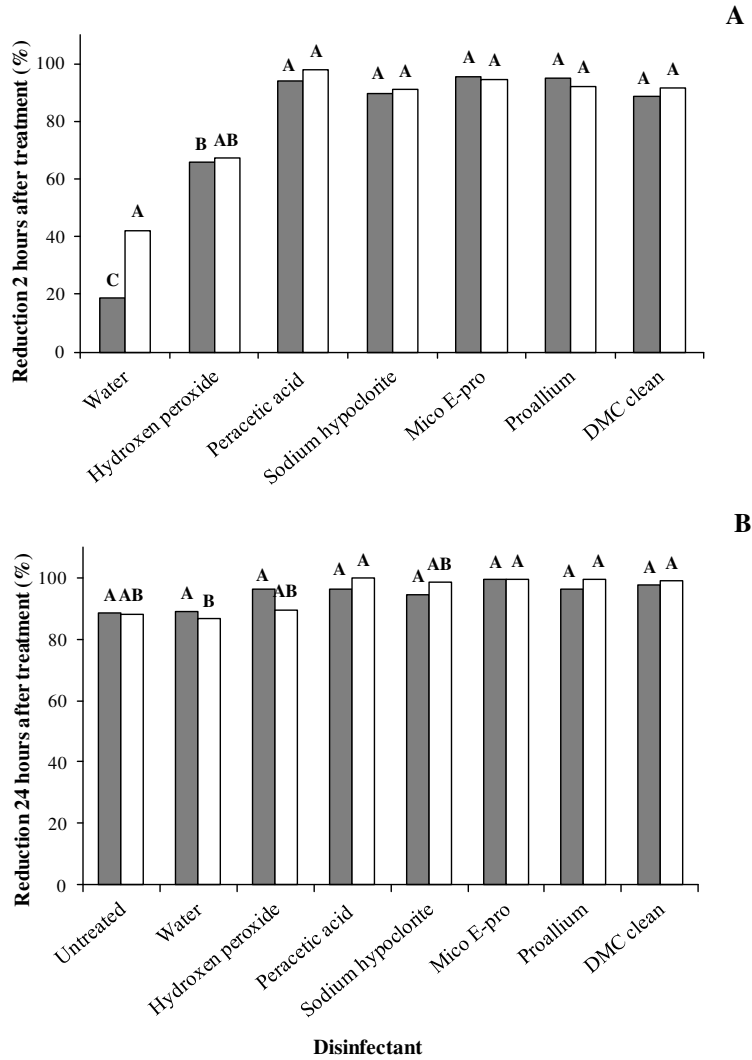 A
Reduction 2 hours after treatment (%)
100
80
60
40
20
0
C A B AB A A A A A A A A A A
Water
Hydroxen peroxide
Peracetic acid
Sodium hypoclorite
Mico E-pro
Proallium
DMC clean
B
Reduction 24 hours after treatment (%)
100
80
60
40
20
0
A AB A B A AB A A A AB A A A A A A
Untreated
Water
Hydroxen peroxide
Peracetic acid
Sodium hypoclorite
Mico E-pro
Proallium
DMC clean
Disinfectant